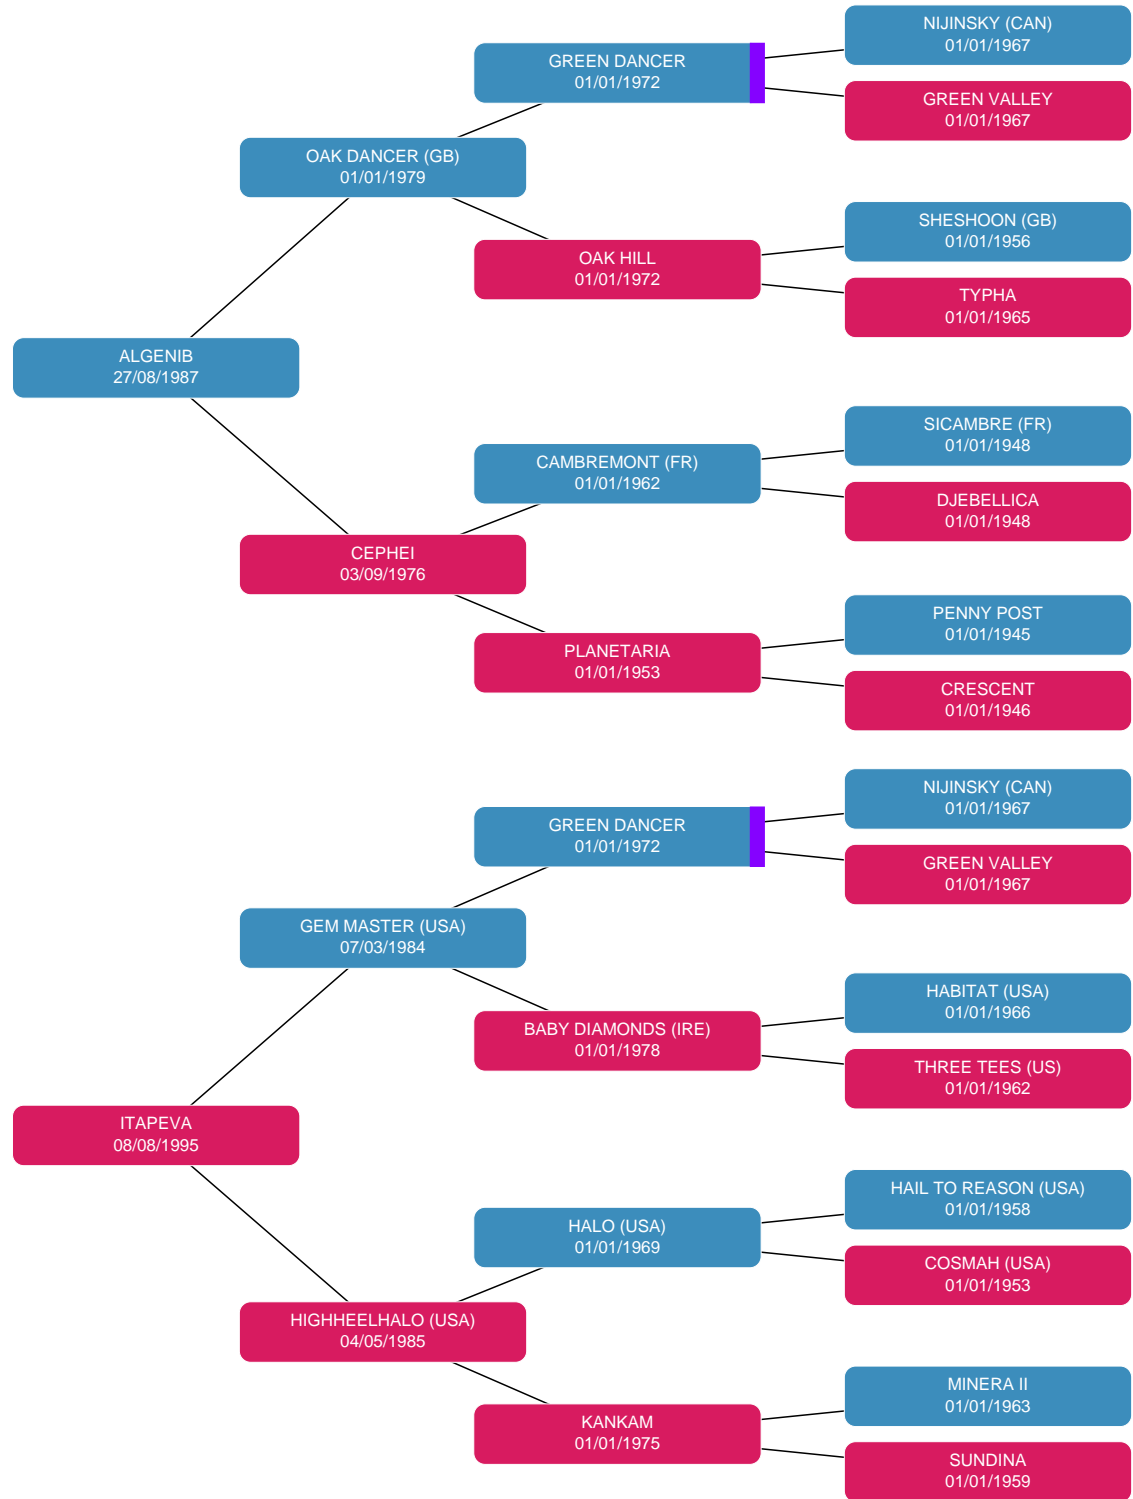 NIJINSKY (CAN)
01/01/1967
GREEN DANCER
01/01/1972
GREEN VALLEY
01/01/1967
OAK DANCER (GB)
01/01/1979
SHESHOON (GB)
01/01/1956
OAK HILL
01/01/1972
TYPHA
01/01/1965
ALGENIB
27/08/1987
SICAMBRE (FR)
01/01/1948
CAMBREMONT (FR)
01/01/1962
DJEBELLICA
01/01/1948
CEPHEI
03/09/1976
PENNY POST
01/01/1945
PLANETARIA
01/01/1953
CRESCENT
01/01/1946
NIJINSKY (CAN)
01/01/1967
GREEN DANCER
01/01/1972
GREEN VALLEY
01/01/1967
GEM MASTER (USA)
07/03/1984
HABITAT (USA)
01/01/1966
BABY DIAMONDS (IRE)
01/01/1978
THREE TEES (US)
01/01/1962
ITAPEVA
08/08/1995
HAIL TO REASON (USA)
01/01/1958
HALO (USA)
01/01/1969
COSMAH (USA)
01/01/1953
HIGHHEELHALO (USA)
04/05/1985
MINERA II
01/01/1963
KANKAM
01/01/1975
SUNDINA
01/01/1959